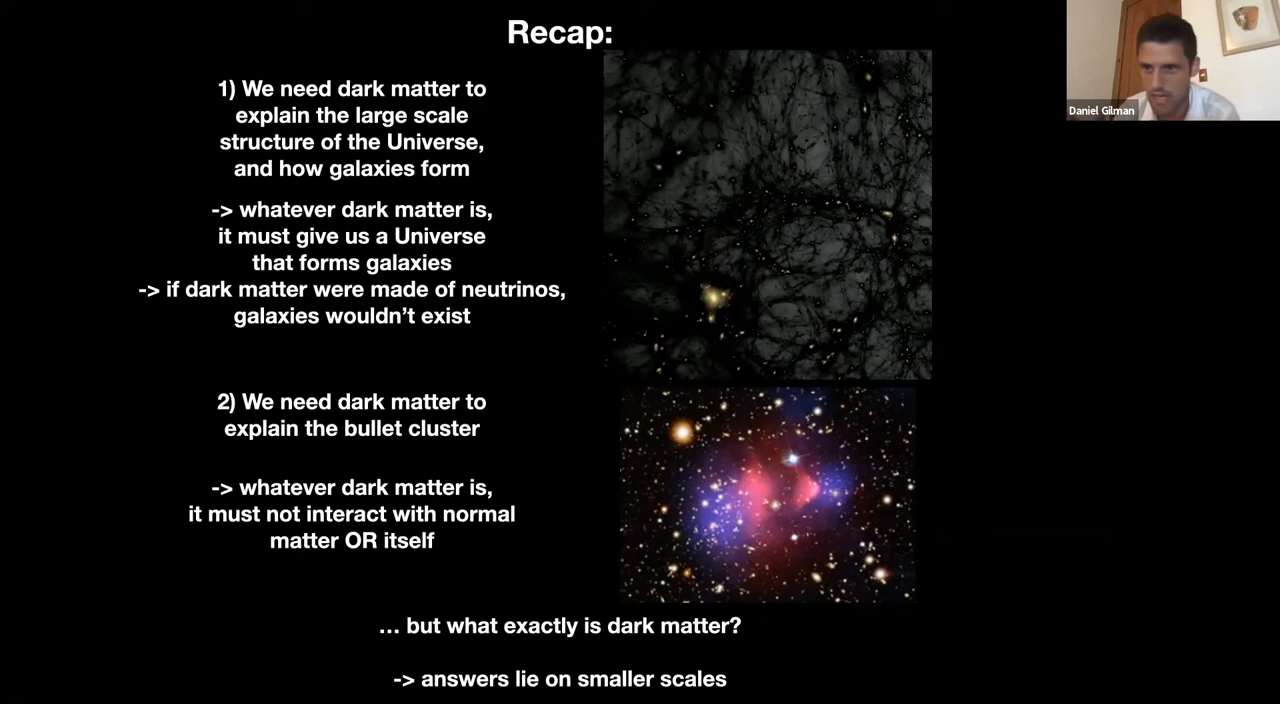 Recap:
1) We need dark matter to
explain the large scale
structure of the Universe,
and how galaxies form
-> whatever dark matter is,
it must give us a Universe
that forms galaxies
-> if dark matter were made of neutrinos,
galaxies wouldn’t exist
2) We need dark matter to
explain the bullet cluster
-> whatever dark matter is,
it must not interact with normal
matter OR itself
… but what exactly is dark matter?
-> answers lie on smaller scales
Daniel Gilman